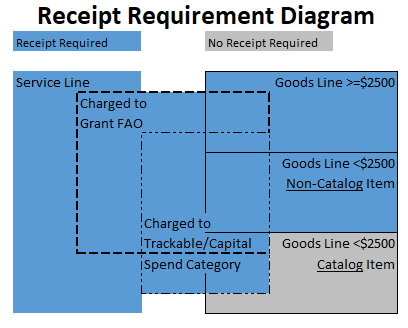 Receipt Requirement Diagram
Receipt Required
No Receipt Required
Service Line
Goods Line >=$2500
Charged to
Grant FAO
Goods Line <$2500
Non-Catalog Item
Charged to
Trackable/Capital
Spend Category
Goods Line <$2500
Catalog Item